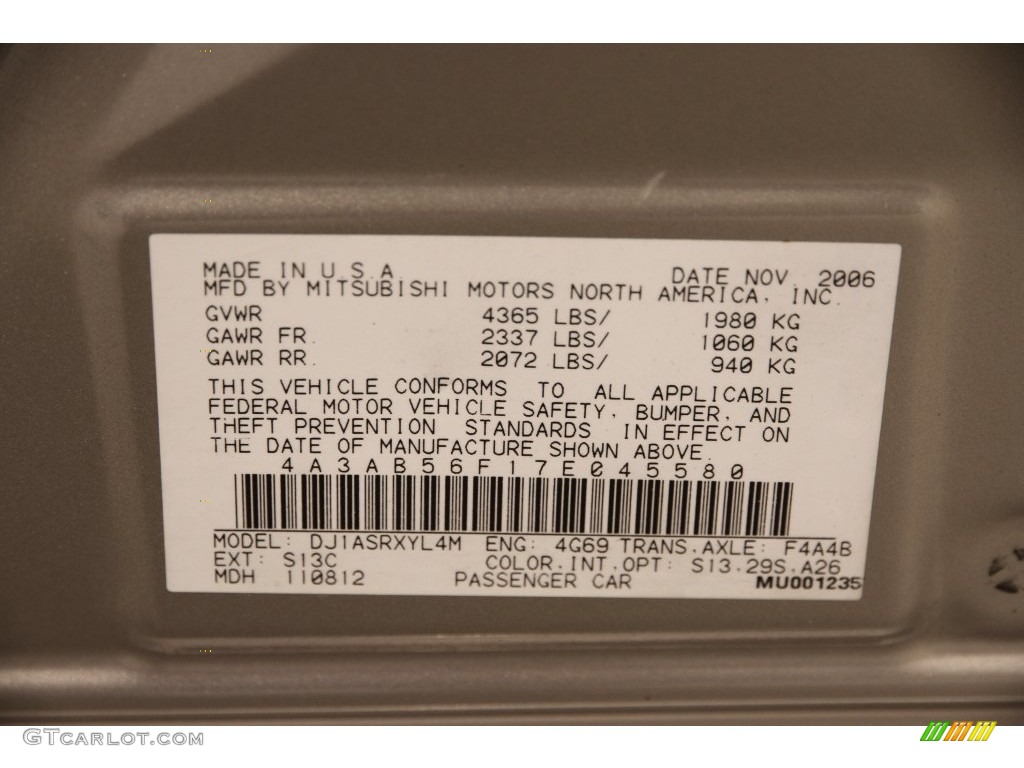 MADE IN U.S.A. DATE NOV. 2006
MFD BY MITSUBISHI MOTORS NORTH AMERICA, INC.
GVWR 4365 LBS/ 1980 KG
GAWR FR. 2337 LBS/ 1060 KG
GAWR RR. 2072 LBS/ 940 KG
THIS VEHICLE CONFORMS TO ALL APPLICABLE
FEDERAL MOTOR VEHICLE SAFETY, BUMPER, AND
THEFT PREVENTION STANDARDS IN EFFECT ON
THE DATE OF MANUFACTURE SHOWN ABOVE.
4A3AB56F17E045580
MODEL: DJ1ASRXYL4M ENG: 4G69 TRANS.AXLE: F4A4B
EXT: S13C COLOR.INT.OPT: S13.29S.A26
MDH 110812 PASSENGER CAR MU001235
GTCARLOT.COM